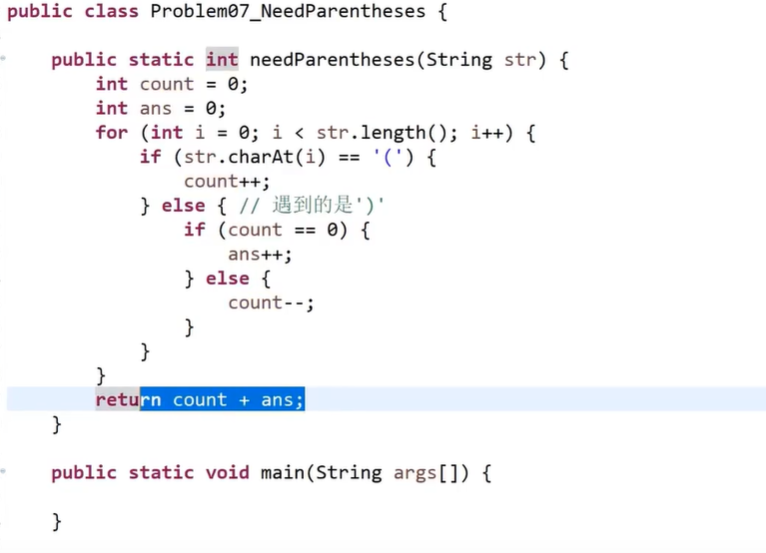 public class Problem07_NeedParentheses {
public static int needParentheses(String str) {
int count = 0;
int ans = 0;
for (int i = 0; i < str.length(); i++) {
if (str.charAt(i) == '(') {
count++;
} else { // 遇到的是')'
if (count == 0) {
ans++;
} else {
count--;
}
}
}
return count + ans;
}
public static void main(String args[]) {
}